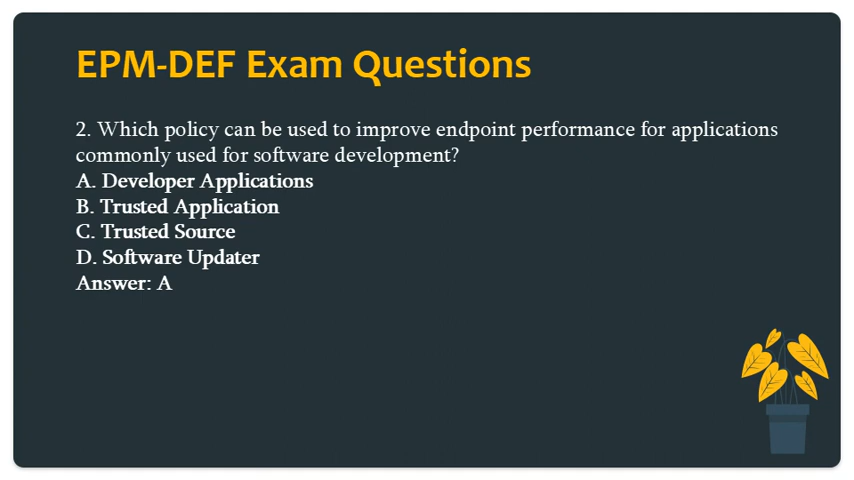 EPM-DEF Exam Questions
2. Which policy can be used to improve endpoint performance for applications
commonly used for software development?
A. Developer Applications
B. Trusted Application
C. Trusted Source
D. Software Updater
Answer: A